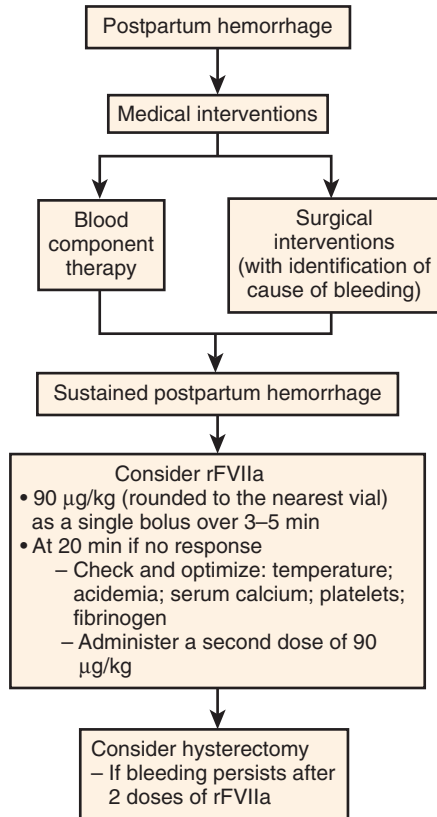 Postpartum hemorrhage
Medical interventions
Blood
component
therapy
Surgical
interventions
(with identification of
cause of bleeding)
Sustained postpartum hemorrhage
Consider rFVIIa
• 90 μg/kg (rounded to the nearest vial)
as a single bolus over 3–5 min
• At 20 min if no response
– Check and optimize: temperature;
acidemia; serum calcium; platelets;
fibrinogen
– Administer a second dose of 90
μg/kg
Consider hysterectomy
– If bleeding persists after
2 doses of rFVIIa